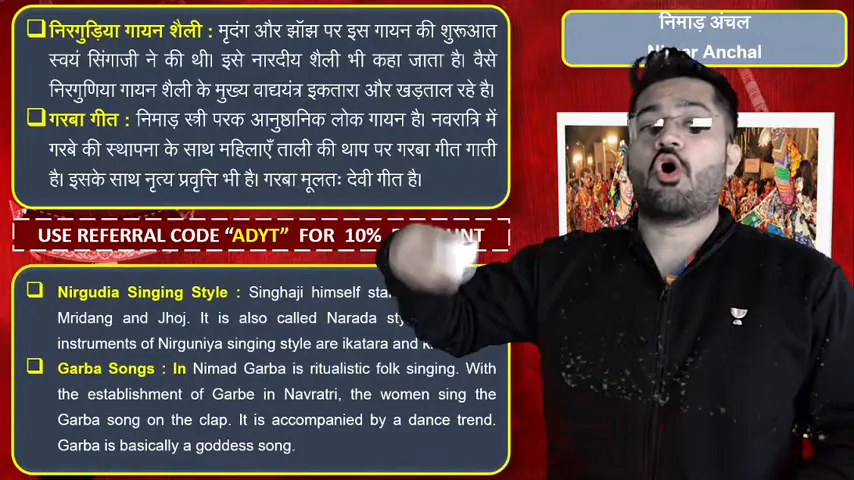 निरगुड़िया गायन शैली : मृदंग और झाँझ पर इस गायन की शुरूआत
स्वयं सिंगाजी ने की थी। इसे नारदीय शैली भी कहा जाता है। वैसे
निरगुणिया गायन शैली के मुख्य वाद्ययंत्र इकतारा और खड़ताल रहे है।
गरबा गीत : निमाड़ स्त्री परक आनुष्ठानिक लोक गायन है। नवरात्रि में
गरबे की स्थापना के साथ महिलाएँ ताली की थाप पर गरबा गीत गाती
है। इसके साथ नृत्य प्रवृत्ति भी है। गरबा मूलतः देवी गीत है।
निमाड़ अंचल
Anchal
USE REFERRAL CODE “ADYT” FOR 10%
Nirgudia Singing Style : Singhaji himself
Mridang and Jhoj. It is also called Narada
instruments of Nirguniya singing style are ikatara and
Garba Songs : In Nimad Garba is ritualistic folk singing. With
the establishment of Garbe in Navratri, the women sing the
Garba song on the clap. It is accompanied by a dance trend.
Garba is basically a goddess song.